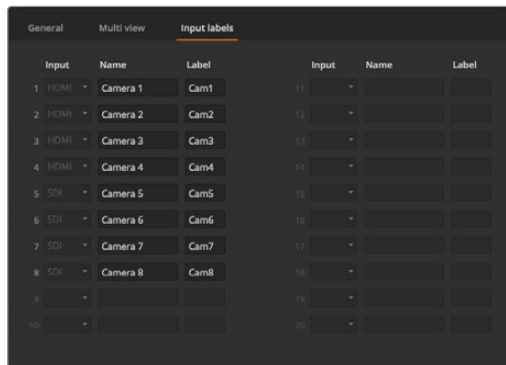 General Multi view Input labels
Input Name Label Input Name Label
1 HDMI Camera 1 Cam1 11
2 HDMI Camera 2 Cam2 12
3 HDMI Camera 3 Cam3 13
4 HDMI Camera 4 Cam4 14
5 SDI Camera 5 Cam5 15
6 SDI Camera 6 Cam6 16
7 SDI Camera 7 Cam7 17
8 SDI Camera 8 Cam8 18
9 19
10 20